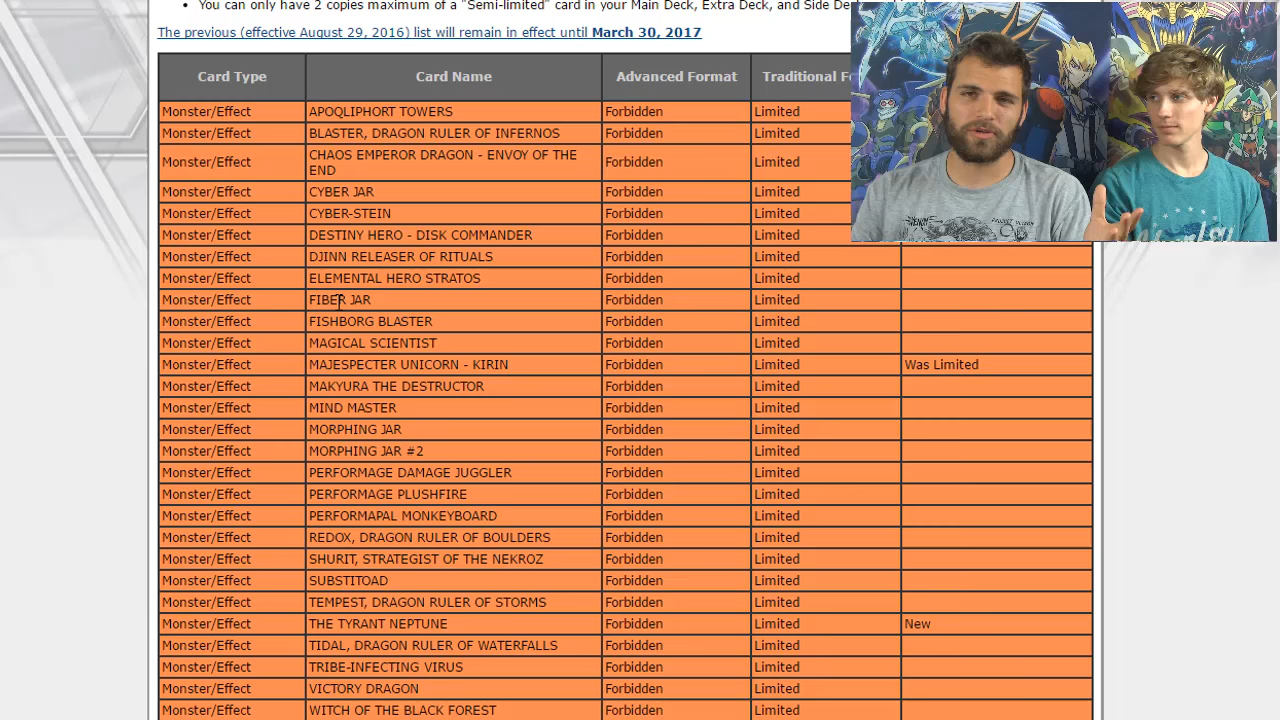 You can only have 2 copies maximum of a "Semi-limited" card in your Main Deck, Extra Deck, and Side
The previous (effective August 29, 2016) list will remain in effect until March 30, 2017
Card Type Card Name Advanced Format Traditional
Monster/Effect APOQLIPHORT TOWERS Forbidden Limited
Monster/Effect BLASTER, DRAGON RULER OF INFERNOS Forbidden Limited
Monster/Effect CHAOS EMPEROR DRAGON - ENVOY OF THE
END Forbidden Limited
Monster/Effect CYBER JAR Forbidden Limited
Monster/Effect CYBER-STEIN Forbidden Limited
Monster/Effect DESTINY HERO - DISK COMMANDER Forbidden Limited
Monster/Effect DJINN RELEASER OF RITUALS Forbidden Limited
Monster/Effect ELEMENTAL HERO STRATOS Forbidden Limited
Monster/Effect FIBER JAR Forbidden Limited
Monster/Effect FISHBORG BLASTER Forbidden Limited
Monster/Effect MAGICAL SCIENTIST Forbidden Limited
Monster/Effect MAJESPECTER UNICORN - KIRIN Forbidden Limited Was Limited
Monster/Effect MAKYURA THE DESTRUCTOR Forbidden Limited
Monster/Effect MIND MASTER Forbidden Limited
Monster/Effect MORPHING JAR Forbidden Limited
Monster/Effect MORPHING JAR #2 Forbidden Limited
Monster/Effect PERFORMAGE DAMAGE JUGGLER Forbidden Limited
Monster/Effect PERFORMAGE PLUSHFIRE Forbidden Limited
Monster/Effect PERFORMAPAL MONKEYBOARD Forbidden Limited
Monster/Effect REDOX, DRAGON RULER OF BOULDERS Forbidden Limited
Monster/Effect SHURIT, STRATEGIST OF THE NEKROZ Forbidden Limited
Monster/Effect SUBSTITOAD Forbidden Limited
Monster/Effect TEMPEST, DRAGON RULER OF STORMS Forbidden Limited
Monster/Effect THE TYRANT NEPTUNE Forbidden Limited New
Monster/Effect TIDAL, DRAGON RULER OF WATERFALLS Forbidden Limited
Monster/Effect TRIBE-INFECTING VIRUS Forbidden Limited
Monster/Effect VICTORY DRAGON Forbidden Limited
Monster/Effect WITCH OF THE BLACK FOREST Forbidden Limited